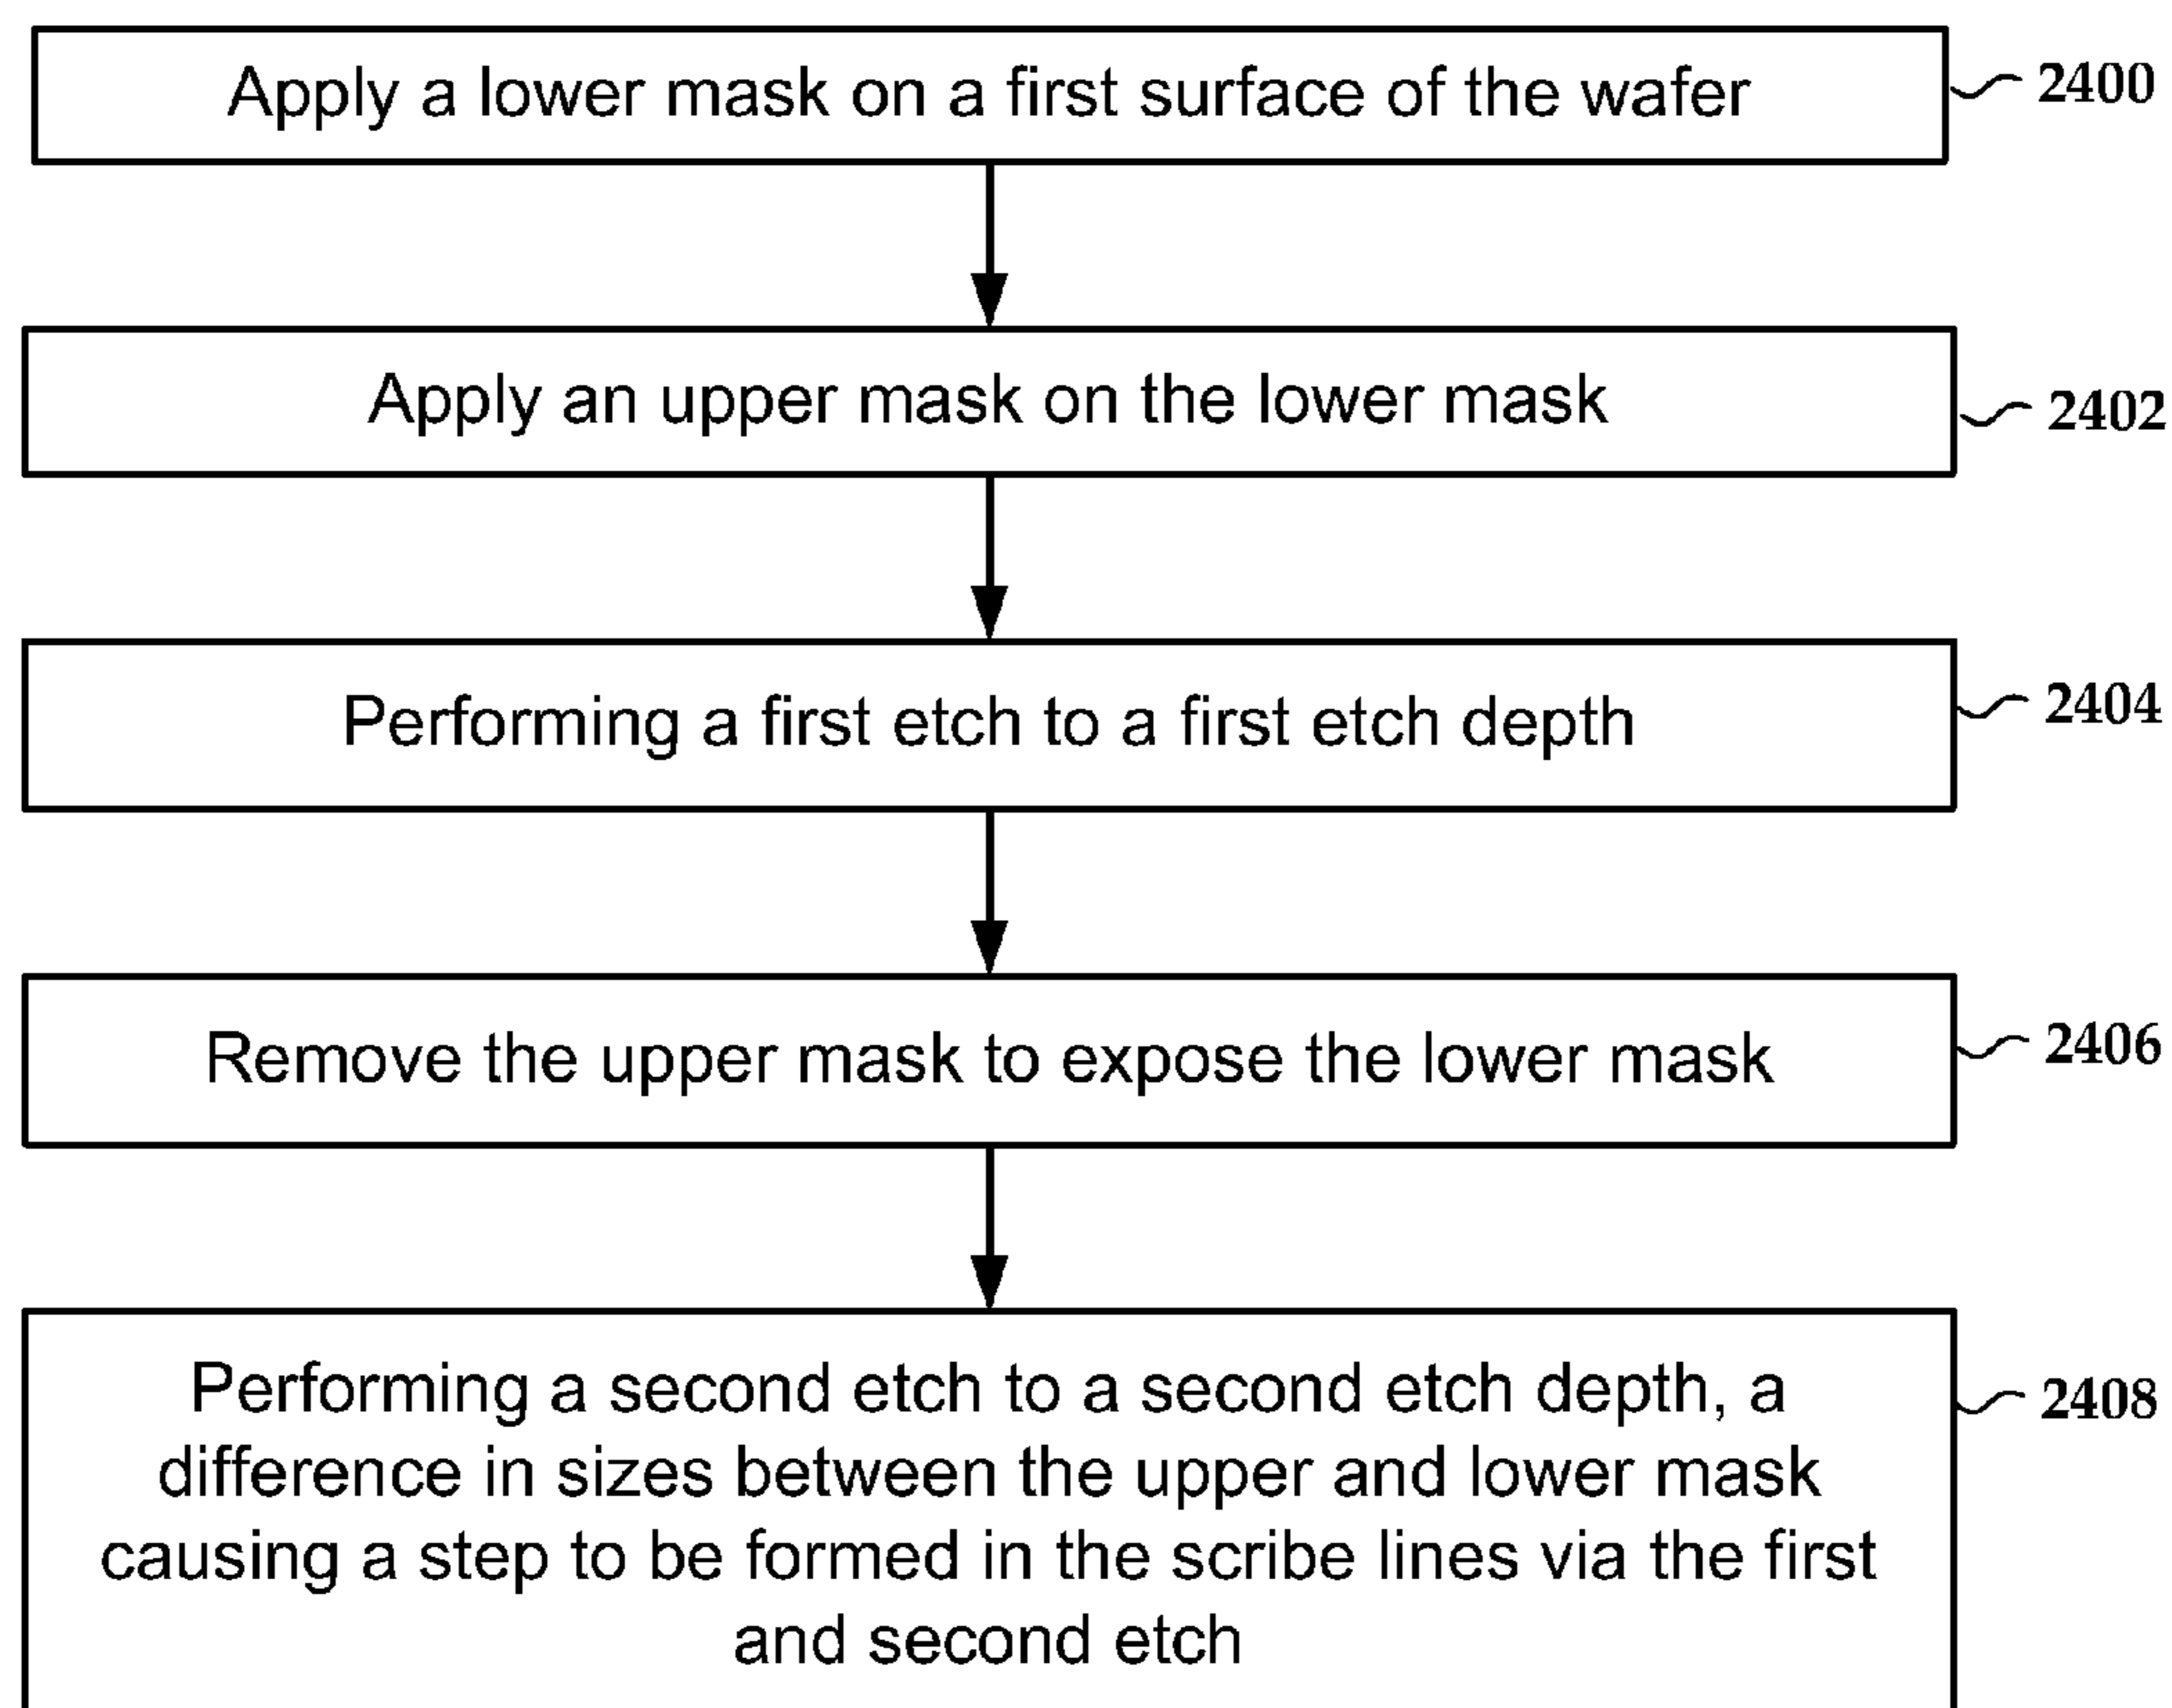 Apply a lower mask on a first surface of the wafer
2400
Apply an upper mask on the lower mask
2402
Performing a first etch to a first etch depth
2404
Remove the upper mask to expose the lower mask
2406
Performing a second etch to a second etch depth, a
2408
difference in sizes between the upper and lower mask
causing a step to be formed in the scribe lines via the first
and second etch